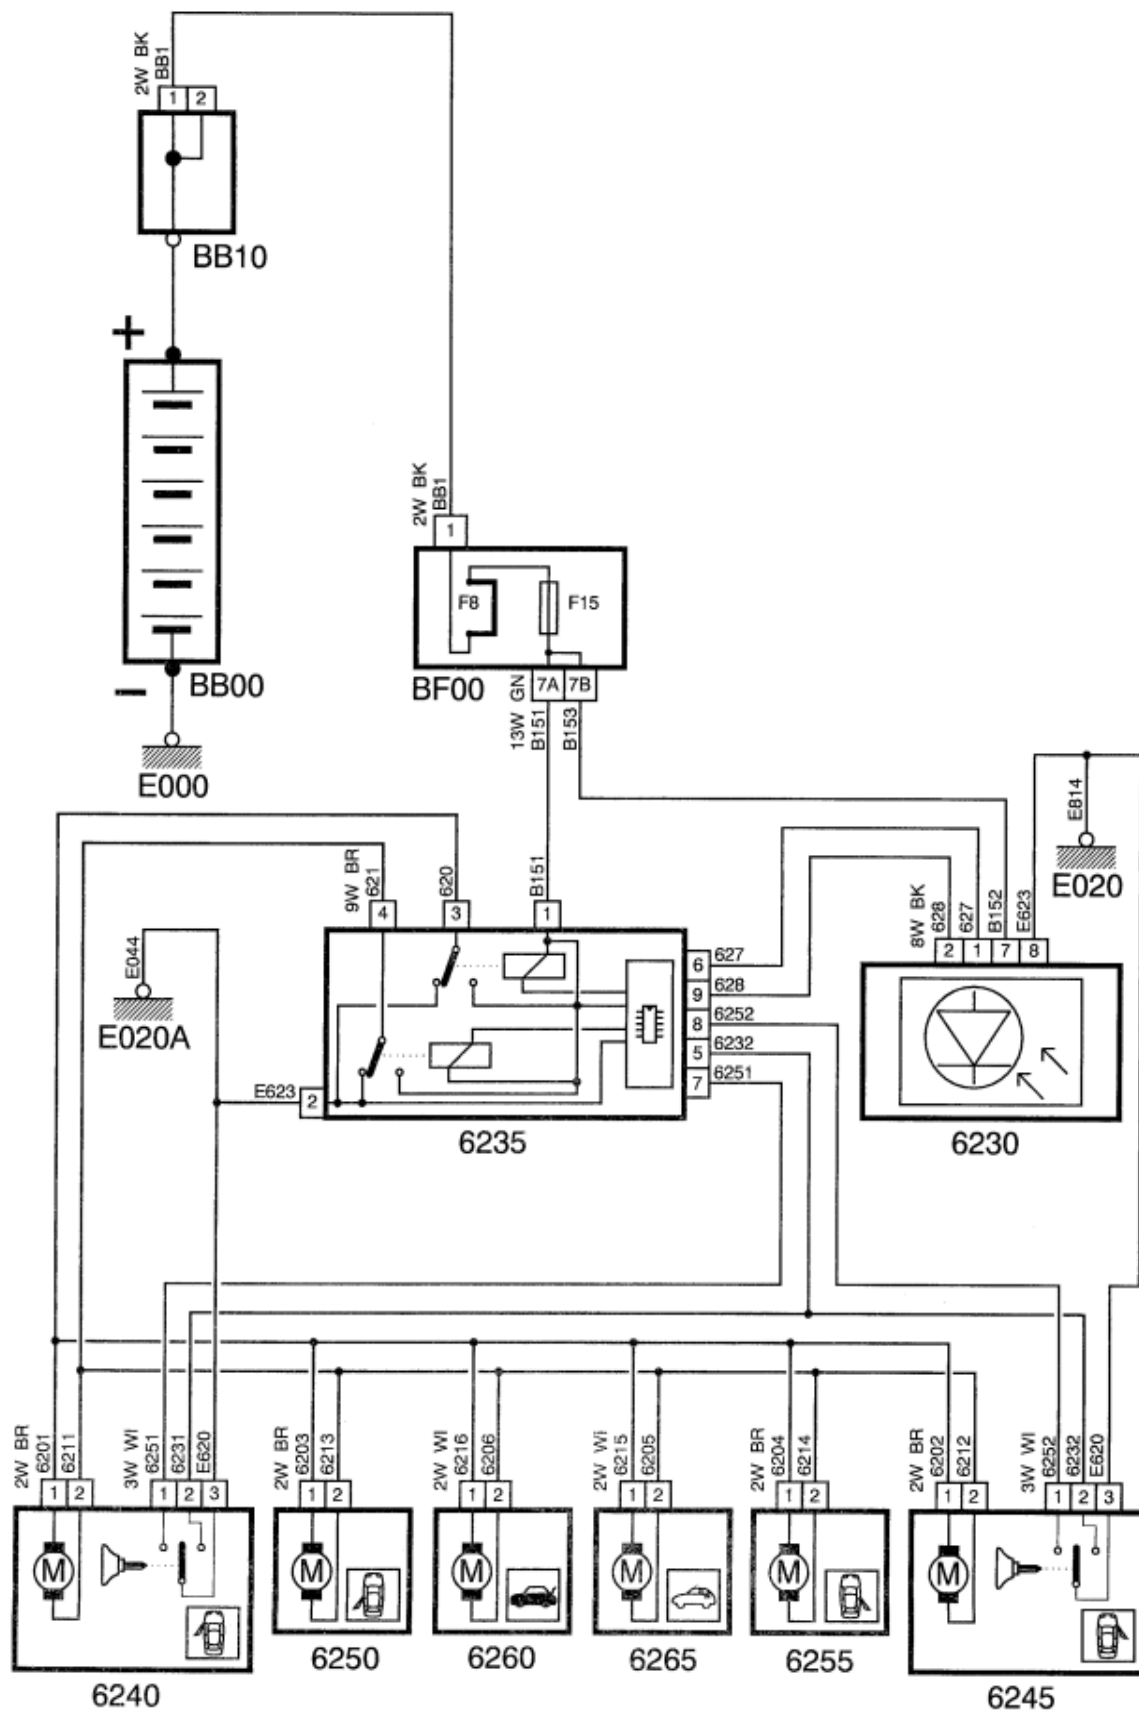 2W BK
BB1
1 2
BB10
+
BB00
−
E000
2W BK
BB1
1
F8
F15
BF00
7A 7B
13W GN
B151
B153
E814
E020
9W BR
621
620
B151
4 3 1
E044
E020A
E623
2
6 627
9 628
8 6252
5 6232
7 6251
6235
8W BK
628
627
B152
E623
2 1 7 8
6230
2W BR
6201
6211
1 2
3W WI
6251
6231
E620
1 2 3
M
6240
2W BR
6203
6213
1 2
M
6250
2W WI
6216
6206
1 2
M
6260
2W WI
6215
6205
1 2
M
6265
2W BR
6204
6214
1 2
M
6255
2W BR
6202
6212
1 2
3W WI
6252
6232
E620
1 2 3
M
6245